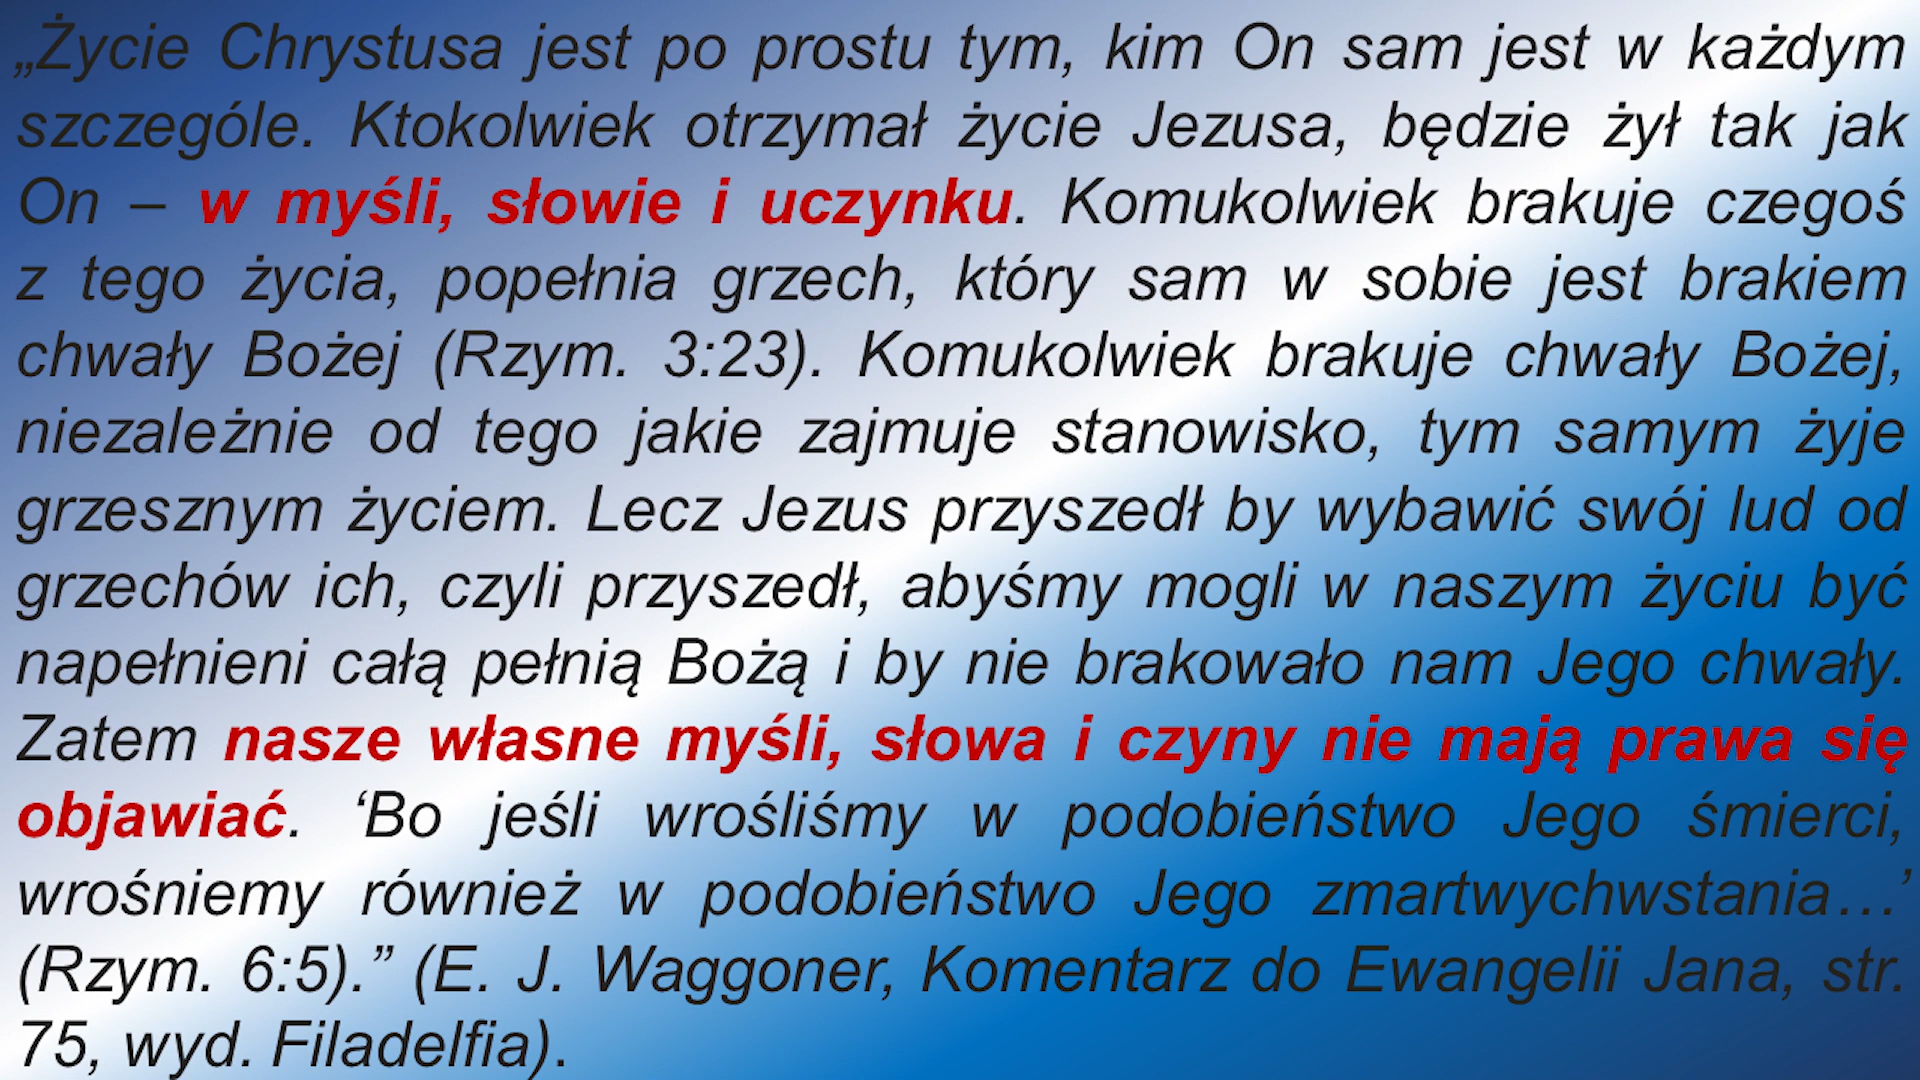 „Życie Chrystusa jest po prostu tym, kim On sam jest w każdym
szczególe. Ktokolwiek otrzymał życie Jezusa, będzie żył tak jak
On – w myśli, słowie i uczynku. Komukolwiek brakuje czegoś
z tego życia, popełnia grzech, który sam w sobie jest brakiem
chwały Bożej (Rzym. 3:23). Komukolwiek brakuje chwały Bożej,
niezależnie od tego jakie zajmuje stanowisko, tym samym żyje
grzesznym życiem. Lecz Jezus przyszedł by wybawić swój lud od
grzechów ich, czyli przyszedł, abyśmy mogli w naszym życiu być
napełnieni całą pełnią Bożą i by nie brakowało nam Jego chwały.
Zatem nasze własne myśli, słowa i czyny nie mają prawa się
objawiać. ‘Bo jeśli wrośliśmy w podobieństwo Jego śmierci,
wrośniemy również w podobieństwo Jego zmartwychwstania…’
(Rzym. 6:5).” (E. J. Waggoner, Komentarz do Ewangelii Jana, str.
75, wyd. Filadelfia).